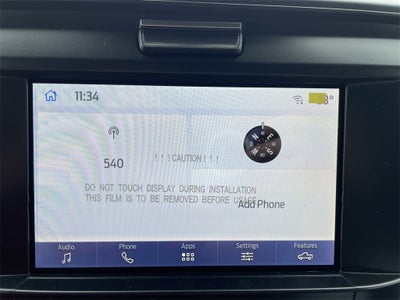 11:34
540
!!!CAUTION!!!
DO NOT TOUCH DISPLAY DURING INSTALLATION
THIS FILM IS TO BE REMOVED BEFORE USAGE
Add Phone
Audio
Phone
Apps
Settings
Features